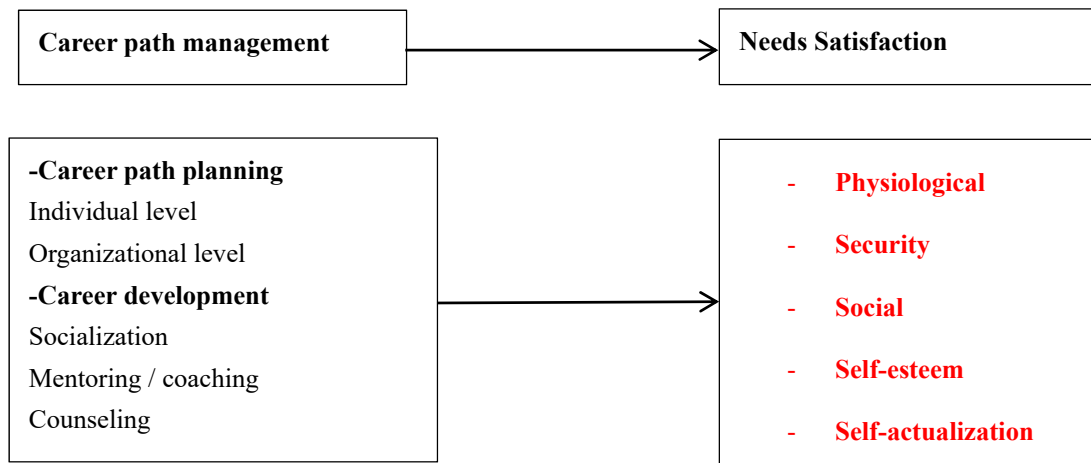 Career path management
Needs Satisfaction
-Career path planning
Individual level
Organizational level
-Career development
Socialization
Mentoring / coaching
Counseling
- Physiological
- Security
- Social
- Self-esteem
- Self-actualization